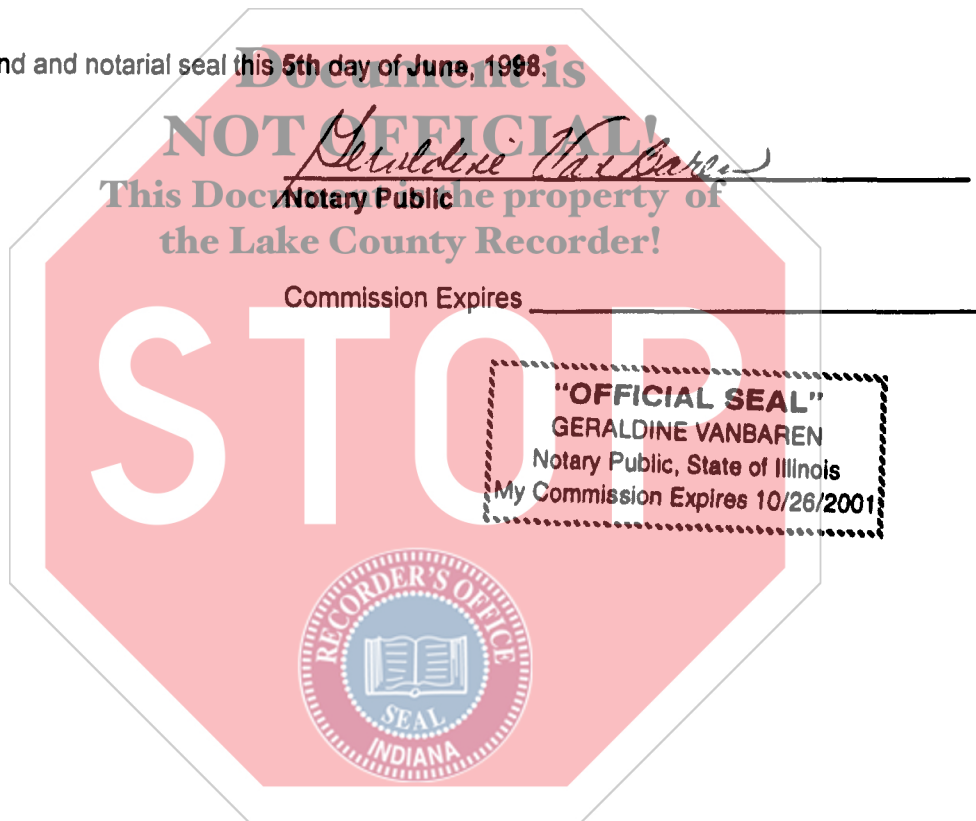 nd and notarial seal this 5th day of June, 1998.
Document is
NOT OFFICIAL!
Geraldine VanBaren
This Document is the property of
Notary Public
the Lake County Recorder!
Commission Expires
STOP
"OFFICIAL SEAL"
GERALDINE VANBAREN
Notary Public, State of Illinois
My Commission Expires 10/26/2001
RECORDER'S OFFICE
SEAL
INDIANA